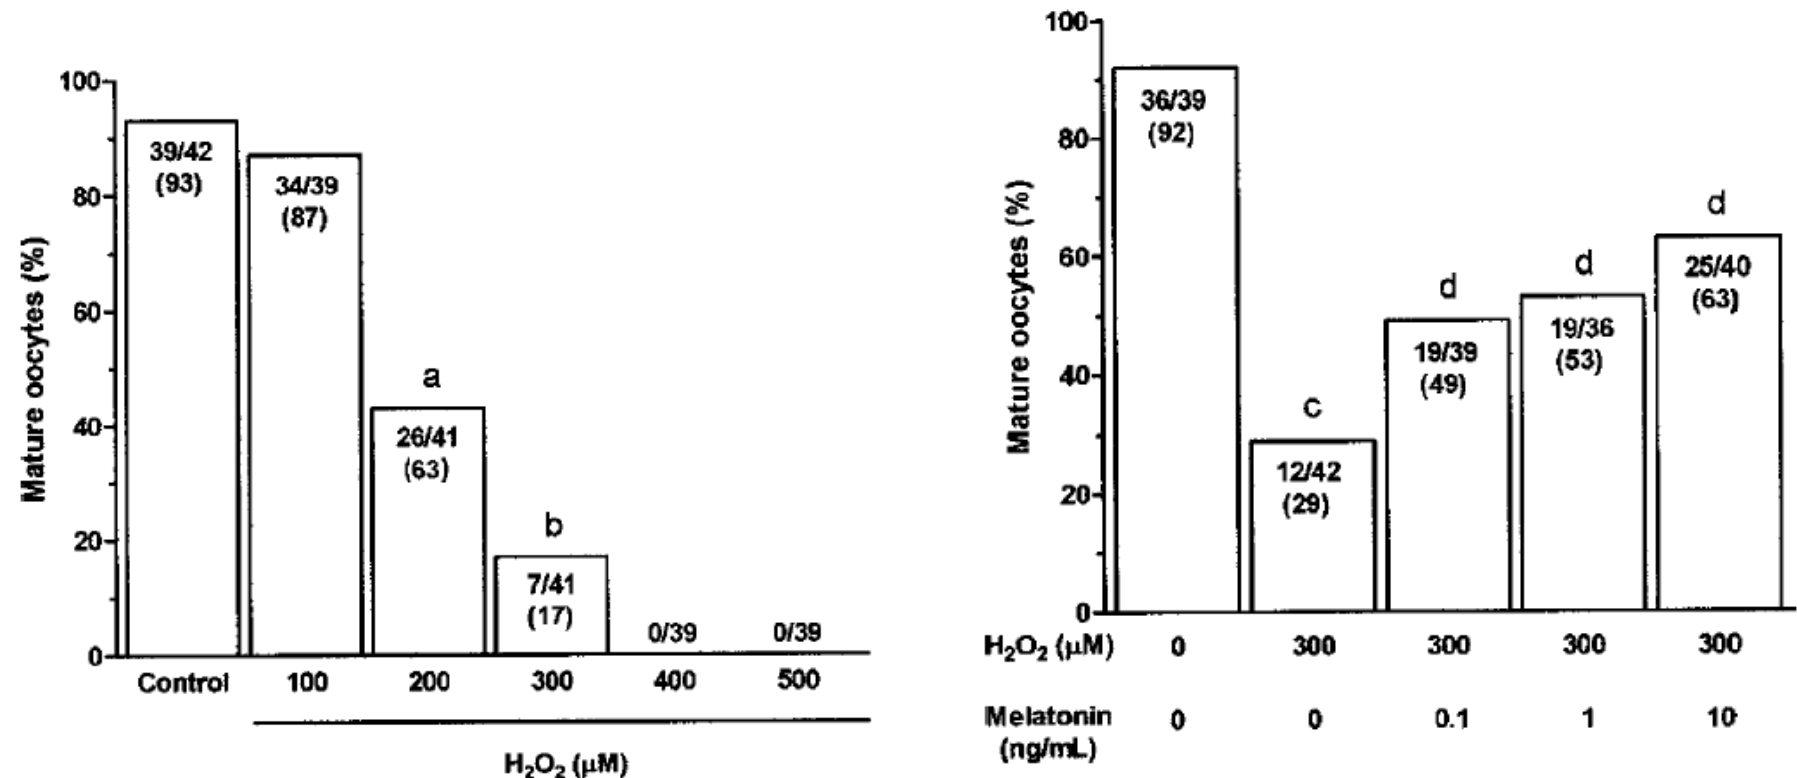 Mature oocytes (%)
100
80
60
40
20
0
39/42
(93)
34/39
(87)
a
26/41
(63)
b
7/41
(17)
0/39
0/39
Control 100 200 300 400 500
H₂O₂ (μM)
Mature oocytes (%)
100
80
60
40
20
0
36/39
(92)
c
12/42
(29)
d
19/39
(49)
d
19/36
(53)
d
25/40
(63)
H₂O₂ (μM) 0 300 300 300 300
Melatonin 0 0 0.1 1 10
(ng/mL)